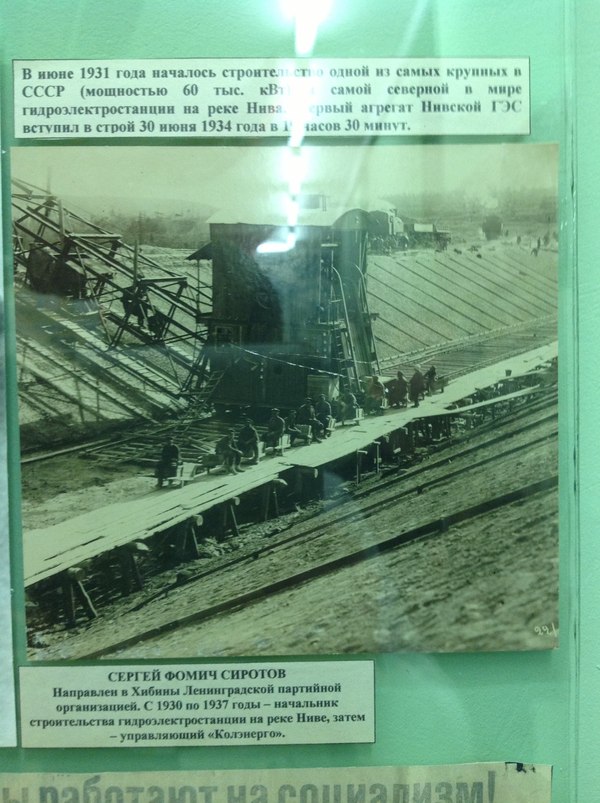 В июне 1931 года началось строительство одной из самых крупных в
СССР (мощностью 60 тыс. кВт) самой северной в мире
гидроэлектростанции на реке Нива. Первый агрегат Нивской ГЭС
вступил в строй 30 июня 1934 года в часов 30 минут.
221
СЕРГЕЙ ФОМИЧ СИРОТОВ
Направлен в Хибины Ленинградской партийной
организацией. С 1930 по 1937 годы – начальник
строительства гидроэлектростанции на реке Ниве, затем
– управляющий «Колэнерго».
работают на социализм!